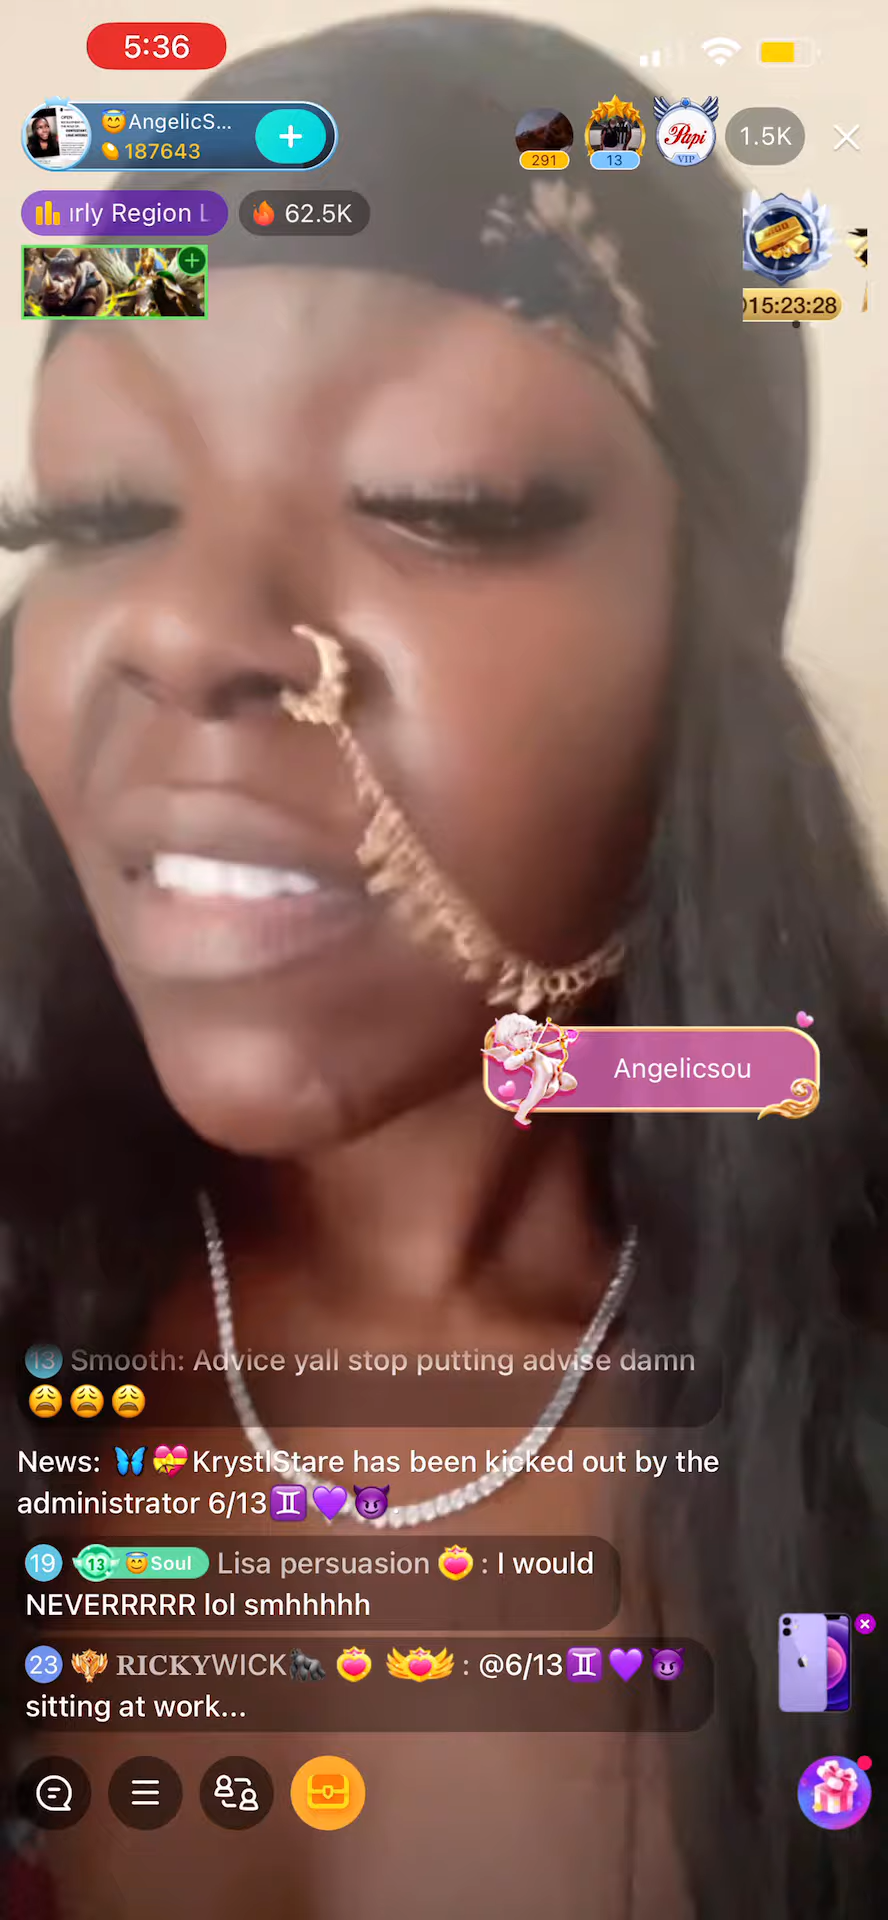 5:36
😇AngelicS...
187643
291
13
Papi
VIP
1.5K
ırly Region L
62.5K
15:23:28
Angelicsou
13 Smooth: Advice yall stop putting advise damn
😩😩😩
News: 🦋💝KrystlStare has been kicked out by the
administrator 6/13♊💜😈.
19 13 😇Soul Lisa persuasion : I would
NEVERRRRR lol smhhhhh
23 𝐑𝐈𝐂𝐊𝐘WICK🦍 : @6/13♊💜😈
sitting at work...